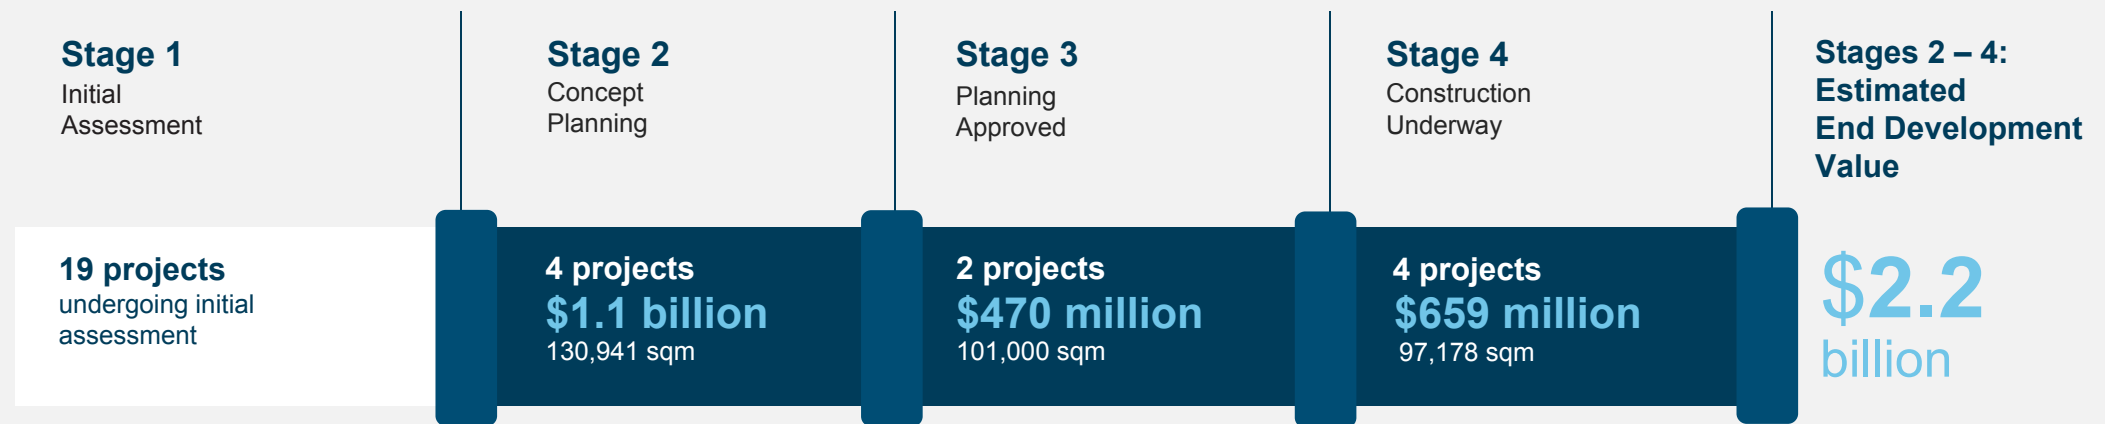 Stage 1
Initial
Assessment
19 projects
undergoing initial
assessment
Stage 2
Concept
Planning
4 projects
$1.1 billion
130,941 sqm
Stage 3
Planning
Approved
2 projects
$470 million
101,000 sqm
Stage 4
Construction
Underway
4 projects
$659 million
97,178 sqm
Stages 2 – 4:
Estimated
End Development
Value
$2.2
billion